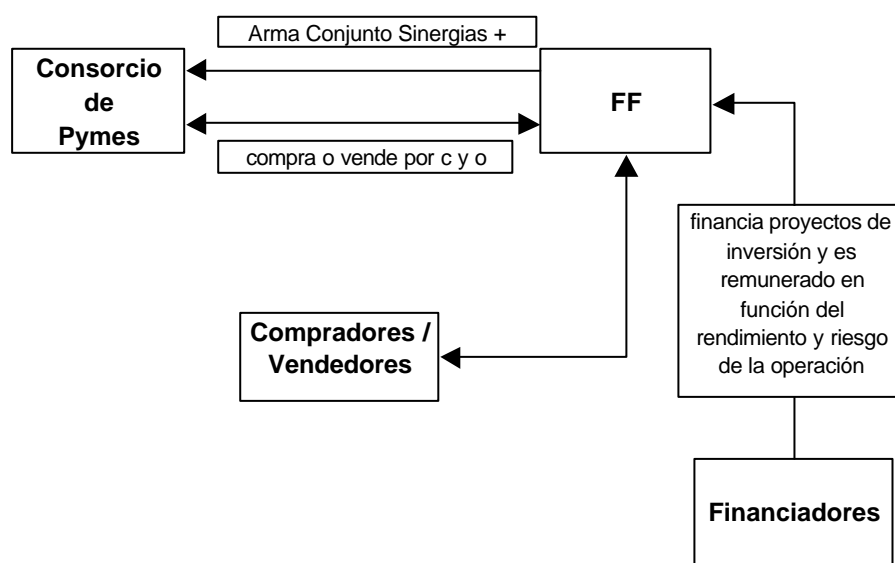 Arma Conjunto Sinergias +
Consorcio
de
Pymes
FF
compra o vende por c y o
financia proyectos de
inversión y es
remunerado en
función del
rendimiento y riesgo
de la operación
Compradores /
Vendedores
Financiadores